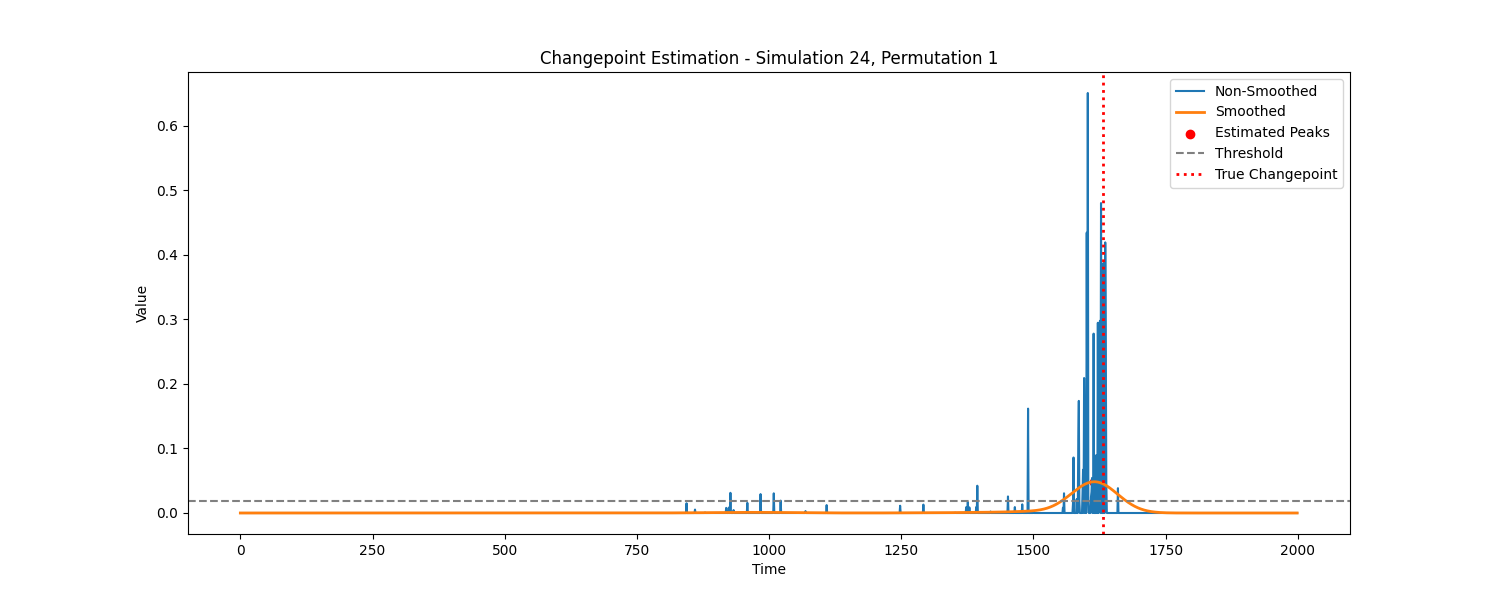 Changepoint Estimation - Simulation 24, Permutation 1
Non-Smoothed
Smoothed
Estimated Peaks
Threshold
True Changepoint
0.6
0.5
0.4
0.3
0.2
0.1
0.0
Value
0 250 500 750 1000 1250 1500 1750 2000
Time